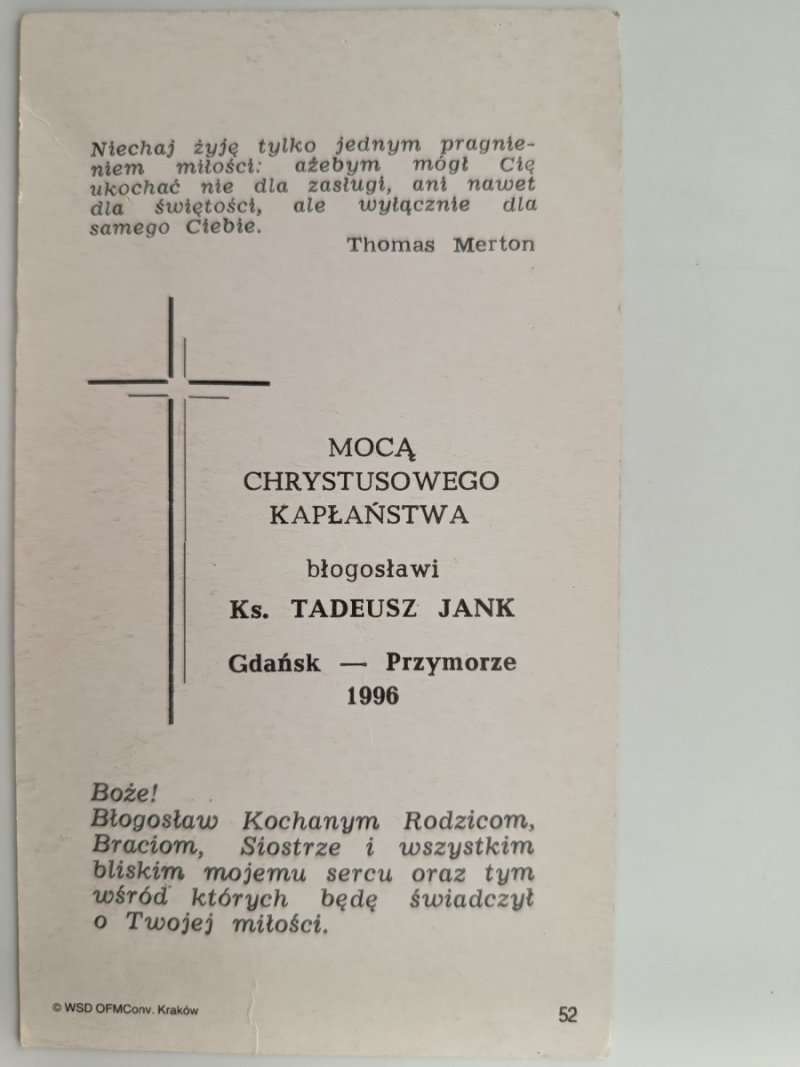 Niechaj żyję tylko jednym pragnie-
niem miłości: ażebym mógł Cię
ukochać nie dla zasługi, ani nawet
dla świętości, ale wyłącznie dla
samego Ciebie.
Thomas Merton
MOCĄ
CHRYSTUSOWEGO
KAPŁAŃSTWA
błogosławi
Ks. TADEUSZ JANK
Gdańsk — Przymorze
1996
Boże!
Błogosław Kochanym Rodzicom,
Braciom, Siostrze i wszystkim
bliskim mojemu sercu oraz tym
wśród których będę świadczył
o Twojej miłości.
© WSD OFMConv. Kraków
52